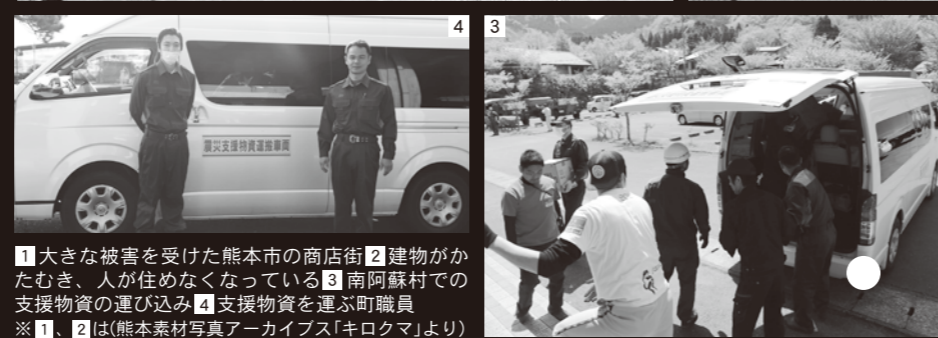 4
3
震災支援物資運搬車両
1大きな被害を受けた熊本市の商店街2建物がか
たむき、人が住めなくなっている3南阿蘇村での
支援物資の運び込み4支援物資を運ぶ町職員
※1、2は(熊本素材写真アーカイブス「キロクマ」より)